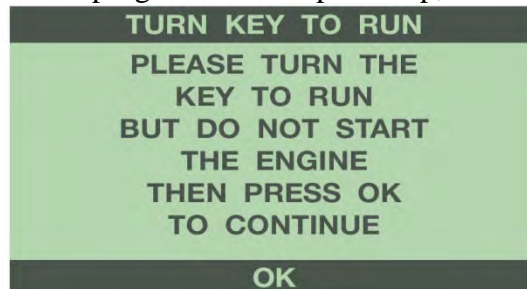 TURN KEY TO RUN
PLEASE TURN THE
KEY TO RUN
BUT DO NOT START
THE ENGINE
THEN PRESS OK
TO CONTINUE
OK